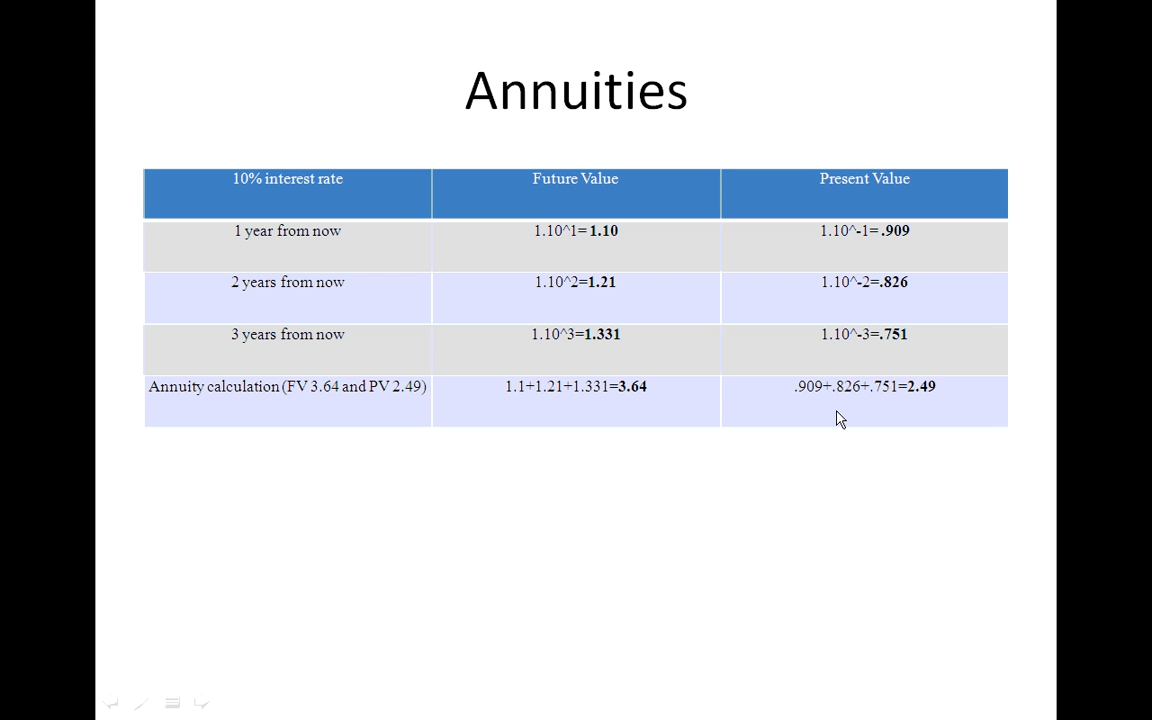 Annuities
10% interest rate Future Value Present Value
1 year from now 1.10^1= 1.10 1.10^-1= .909
2 years from now 1.10^2=1.21 1.10^-2=.826
3 years from now 1.10^3=1.331 1.10^-3=.751
Annuity calculation (FV 3.64 and PV 2.49) 1.1+1.21+1.331=3.64 .909+.826+.751=2.49